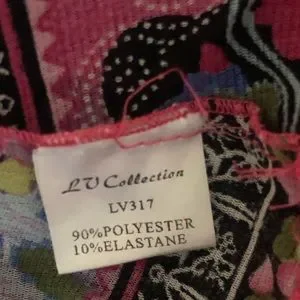 LV Collection
LV317
90%POLYESTER
10%ELASTANE